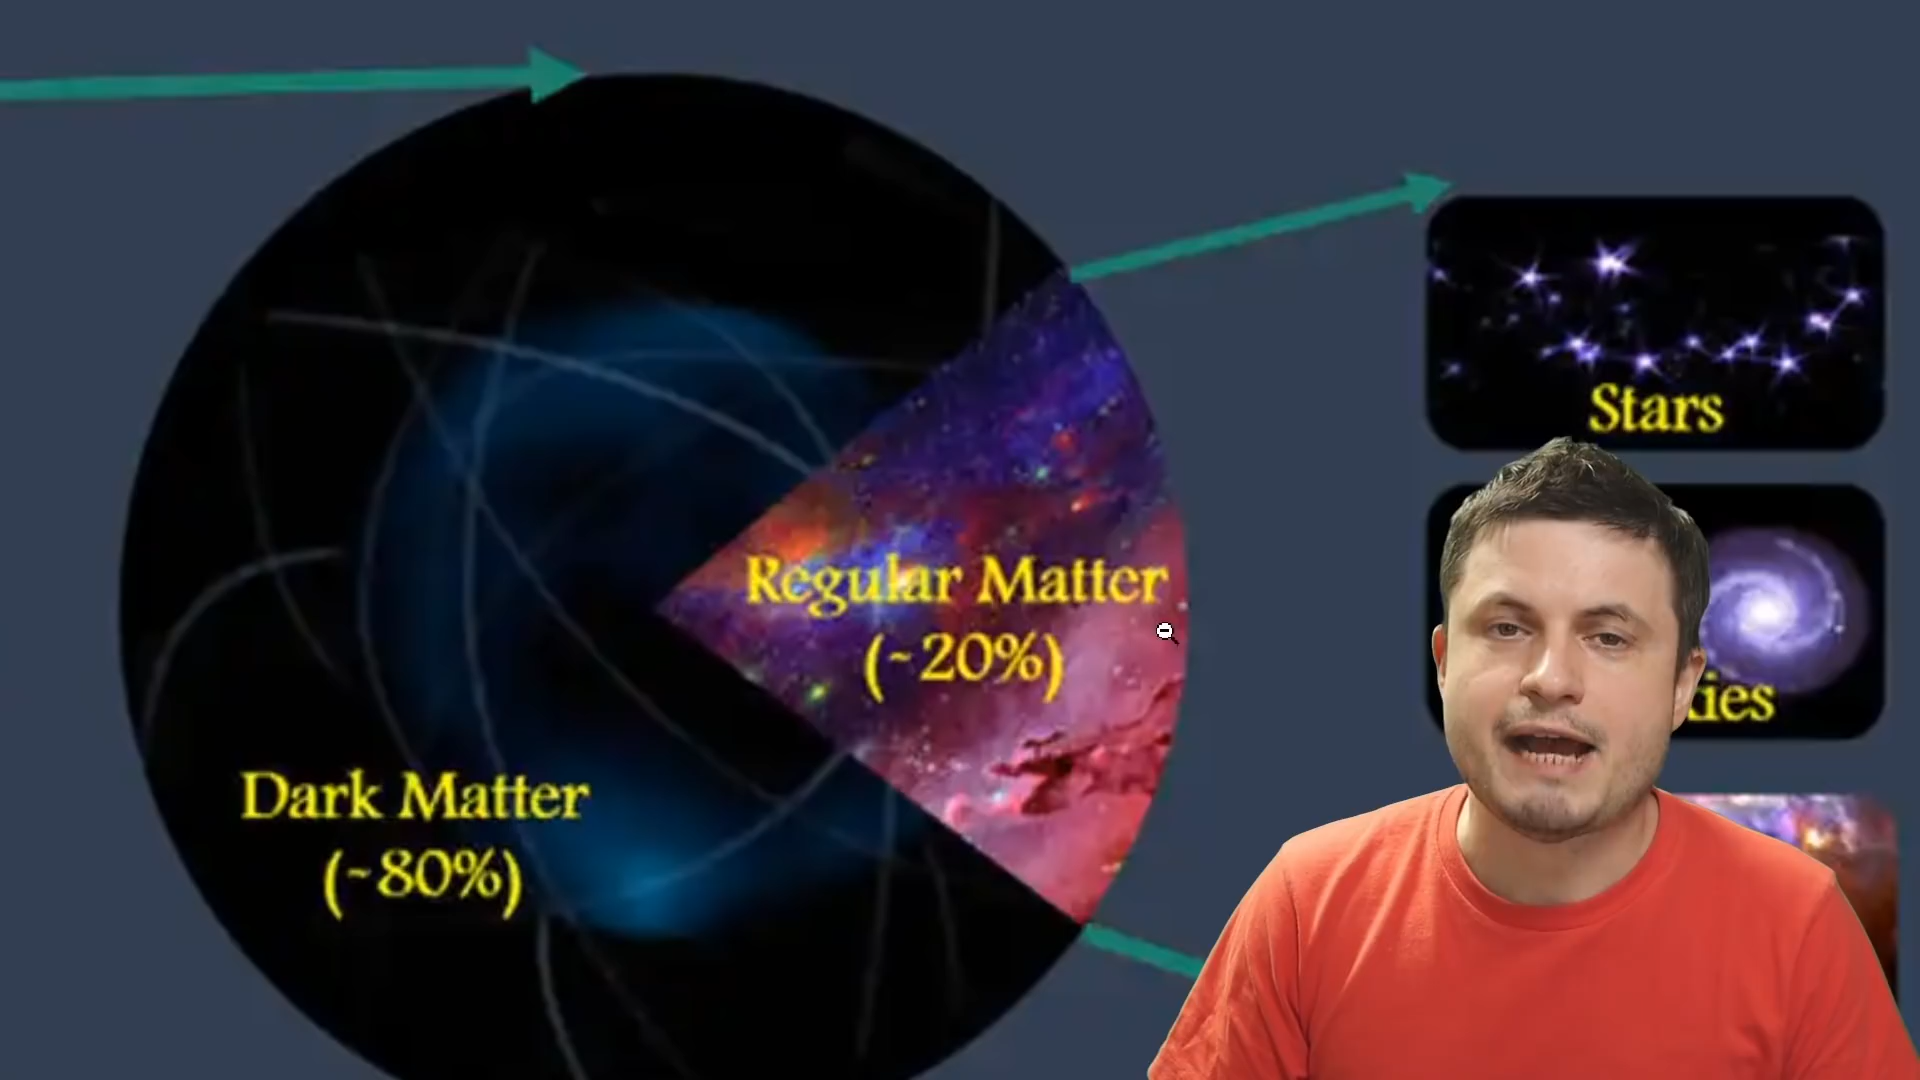 Stars
Regular Matter
(~20%)
Dark Matter
(~80%)